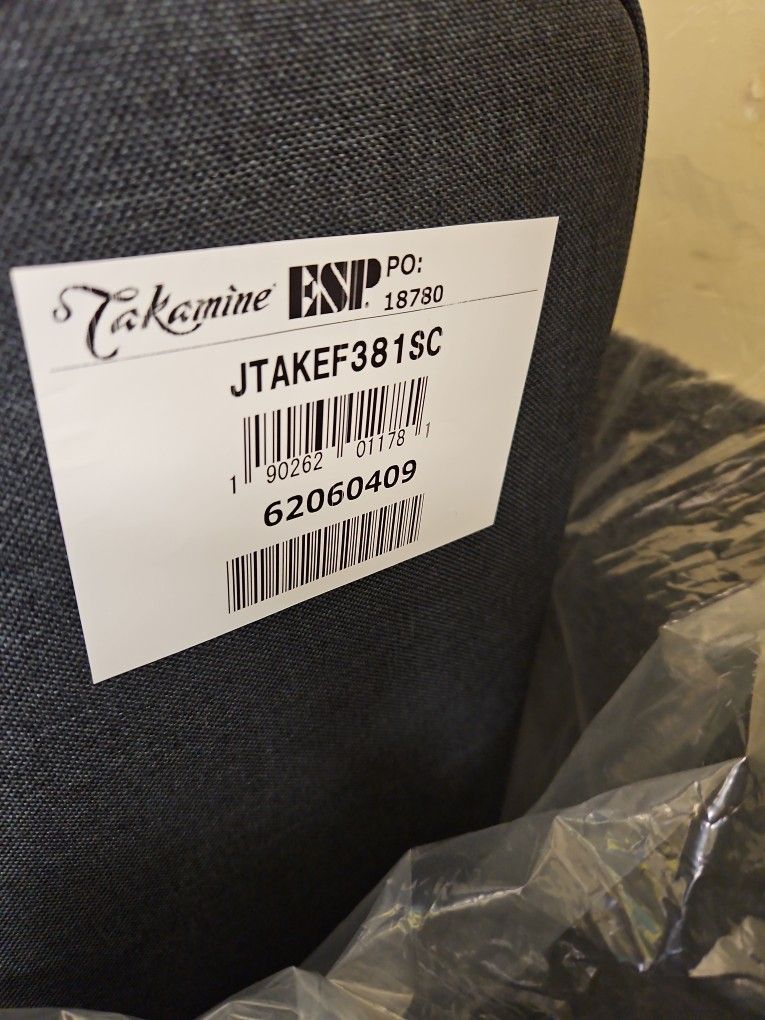 Takamine ESP PO:
18780
JTAKEF381SC
1 90262 01178 1
62060409